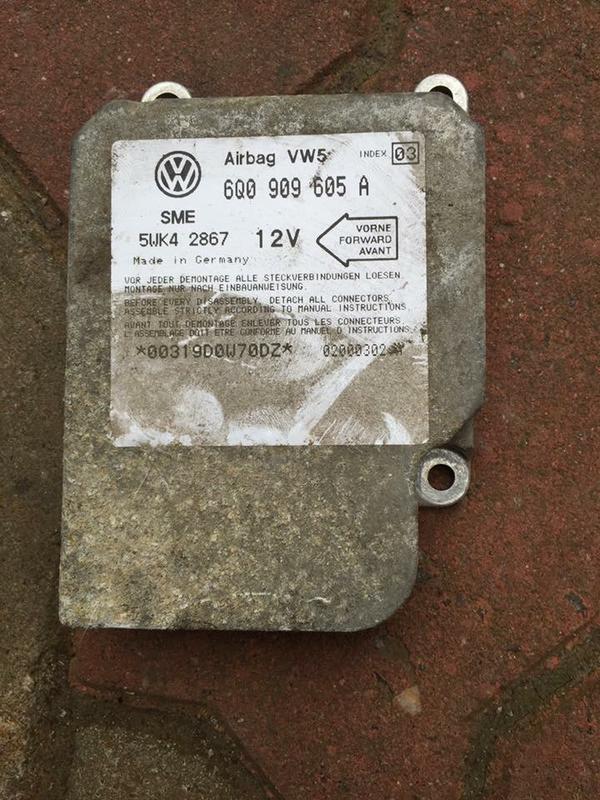 Airbag VW5 INDEX 03
6Q0 909 605 A
SME
5WK4 2867 12V
VORNE
FORWARD
AVANT
Made in Germany
VOR JEDER DEMONTAGE ALLE STECKVERBINDUNGEN LOESEN.
MONTAGE NUR NACH EINBAUANWEISUNG.
BEFORE EVERY DISASSEMBLY, DETACH ALL CONNECTORS
ASSEMBLE STRICTLY ACCORDING TO MANUAL INSTRUCTIONS
AVANT TOUT DEMONTAGE ENLEVER TOUS LES CONNECTEURS.
L'ASSEMBLAGE DOIT ETRE CONFORME AU MANUEL D INSTRUCTIONS.
*00319D0W70DZ* 02000302